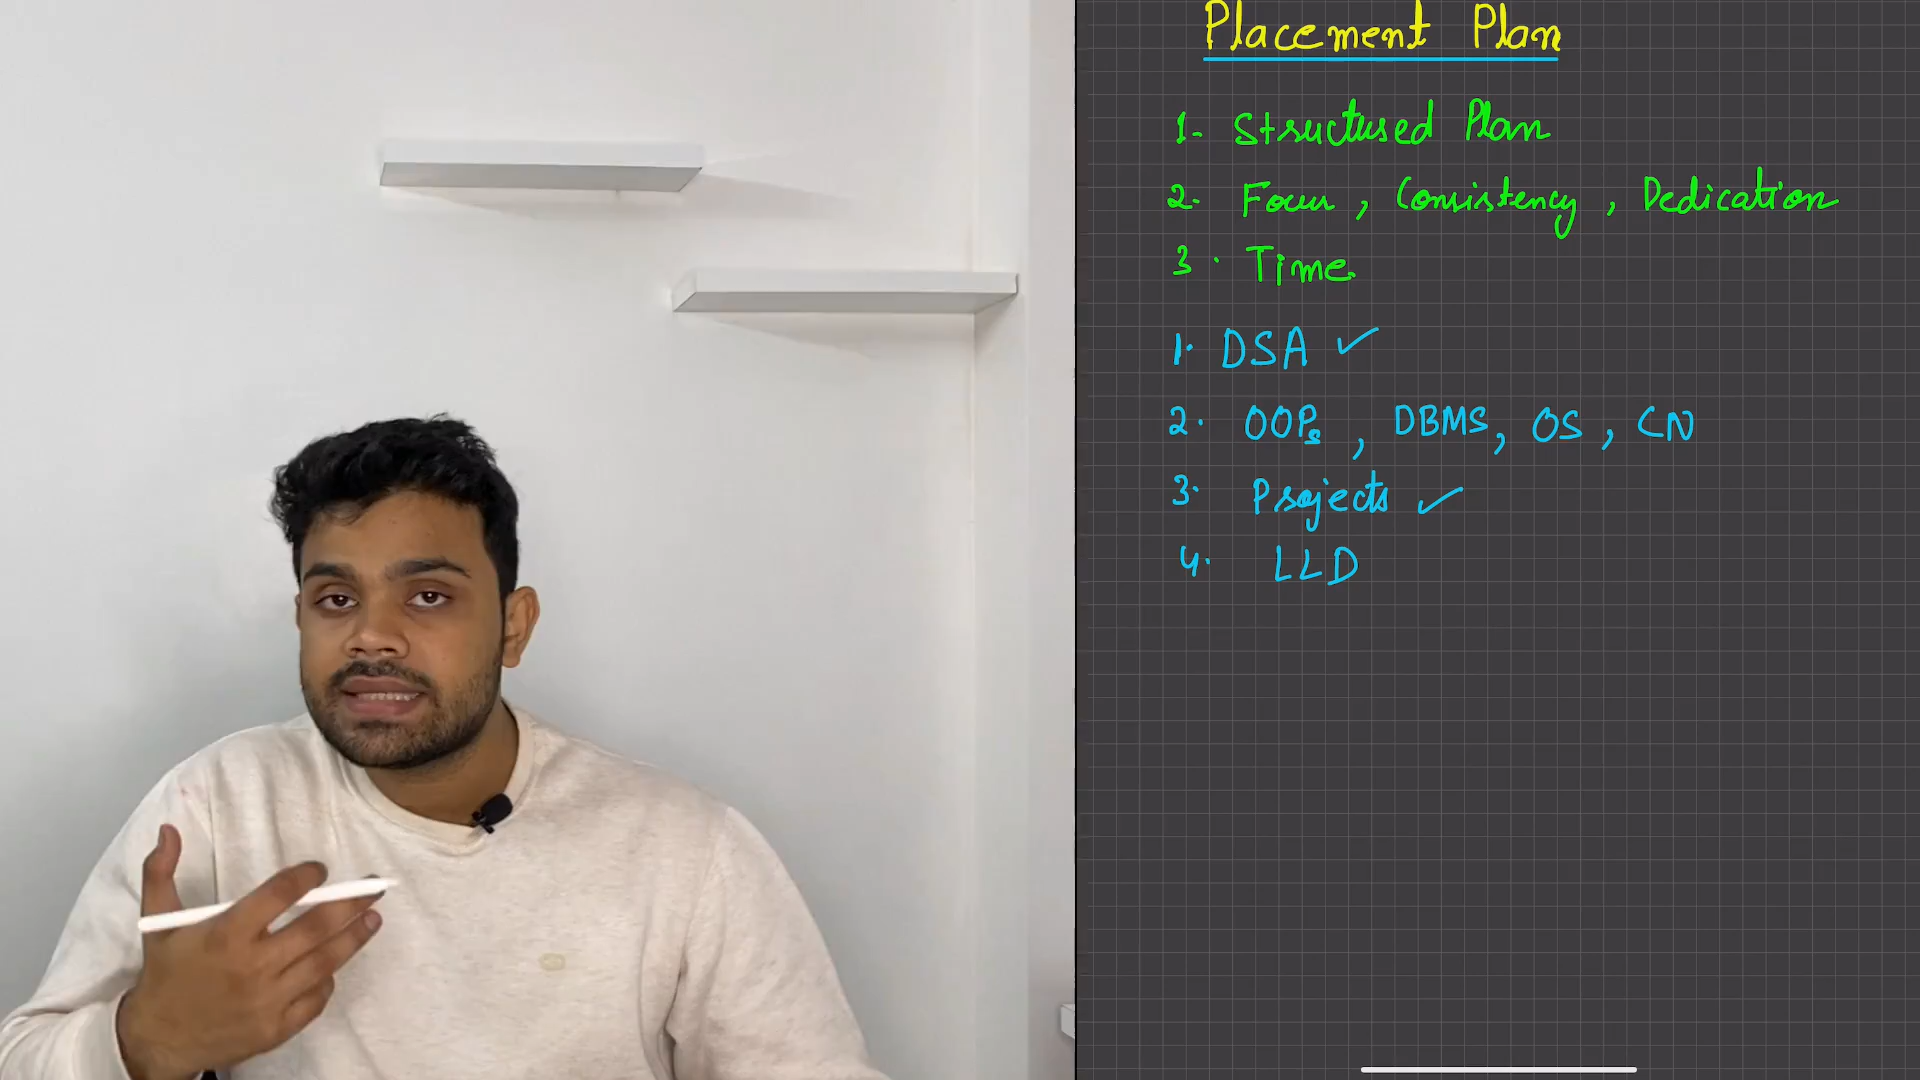 Placement Plan
1. Structured Plan
2. Focus, Consistency, Dedication
3. Time
1. DSA ✓
2. OOPs, DBMS, OS, CN
3. Projects ✓
4. LLD